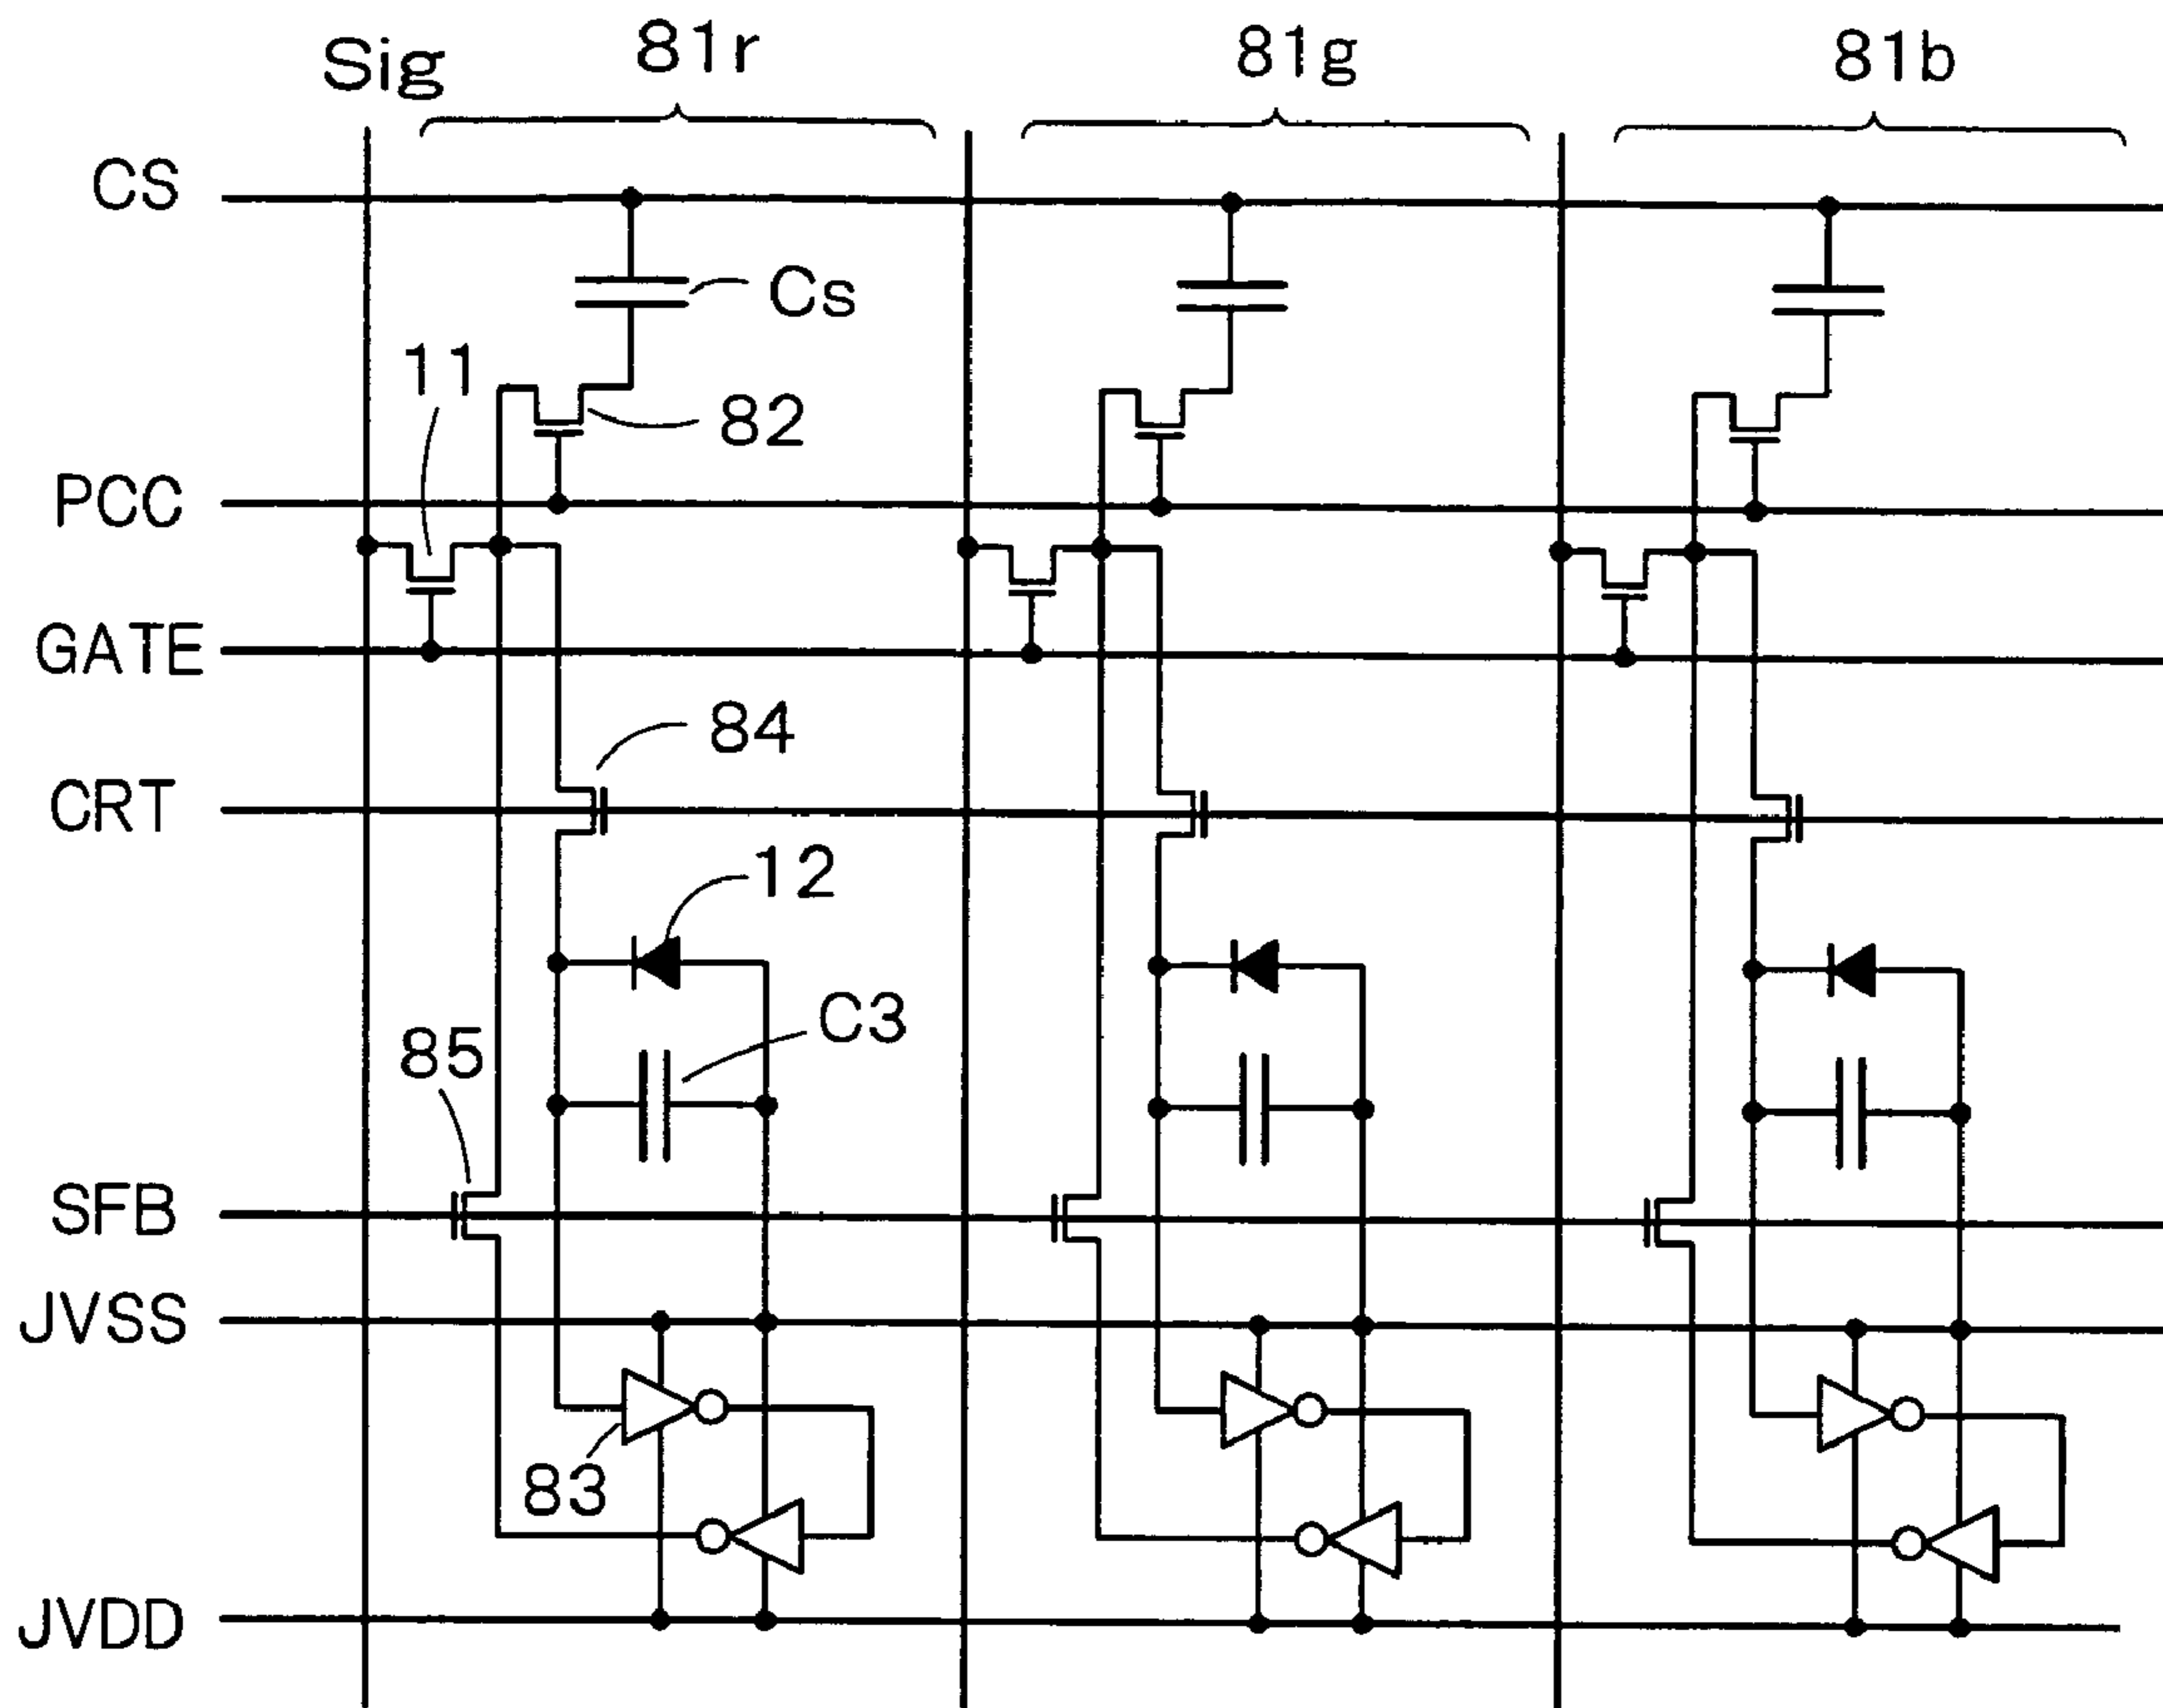 Sig 81r 81g 81b
CS
Cs
11
82
PCC
GATE
84
CRT
12
C3
85
SFB
JVSS
83
JVDD